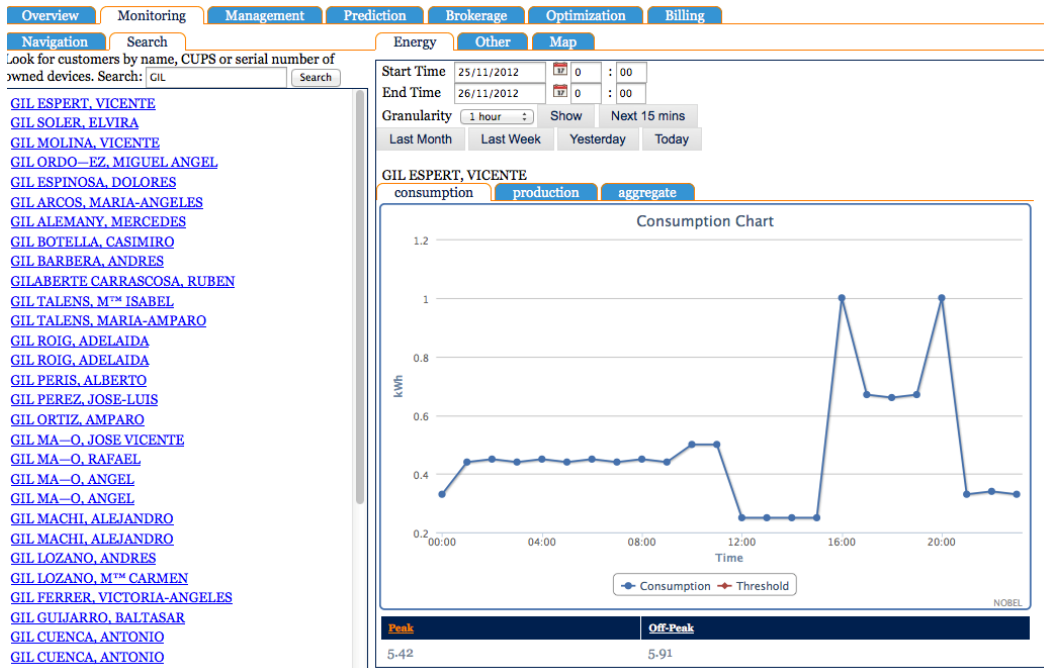 Overview Monitoring Management Prediction Brokerage Optimization Billing
Navigation Search
Look for customers by name, CUPS or serial number of
owned devices. Search: GIL Search
GIL ESPERT, VICENTE
GIL SOLER, ELVIRA
GIL MOLINA, VICENTE
GIL ORDO—EZ, MIGUEL ANGEL
GIL ESPINOSA, DOLORES
GIL ARCOS, MARIA-ANGELES
GIL ALEMANY, MERCEDES
GIL BOTELLA, CASIMIRO
GIL BARBERA, ANDRES
GILABERTE CARRASCOSA, RUBEN
GIL TALENS, M™ ISABEL
GIL TALENS, MARIA-AMPARO
GIL ROIG, ADELAIDA
GIL ROIG, ADELAIDA
GIL PERIS, ALBERTO
GIL PEREZ, JOSE-LUIS
GIL ORTIZ, AMPARO
GIL MA—O, JOSE VICENTE
GIL MA—O, RAFAEL
GIL MA—O, ANGEL
GIL MA—O, ANGEL
GIL MACHI, ALEJANDRO
GIL MACHI, ALEJANDRO
GIL LOZANO, ANDRES
GIL LOZANO, M™ CARMEN
GIL FERRER, VICTORIA-ANGELES
GIL GUIJARRO, BALTASAR
GIL CUENCA, ANTONIO
GIL CUENCA, ANTONIO
Energy Other Map
Start Time 25/11/2012 17 0 : 00
End Time 26/11/2012 17 0 : 00
Granularity 1 hour Show Next 15 mins
Last Month Last Week Yesterday Today
GIL ESPERT, VICENTE
consumption production aggregate
Consumption Chart
1.2
1
0.8
kWh
0.6
0.4
0.2
00:00 04:00 08:00 12:00 16:00 20:00
Time
Consumption Threshold
NOBEL
Peak Off-Peak
5.42 5.91